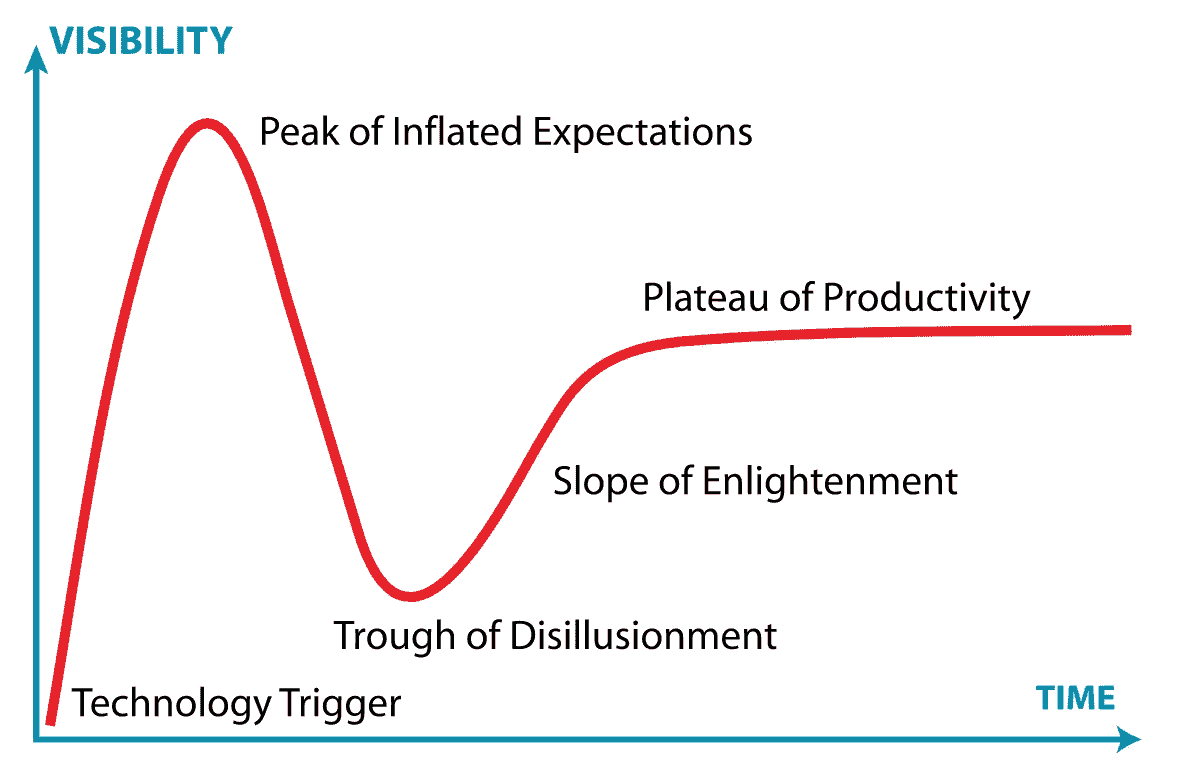 VISIBILITY
Peak of Inflated Expectations
Plateau of Productivity
Slope of Enlightenment
Trough of Disillusionment
Technology Trigger
TIME